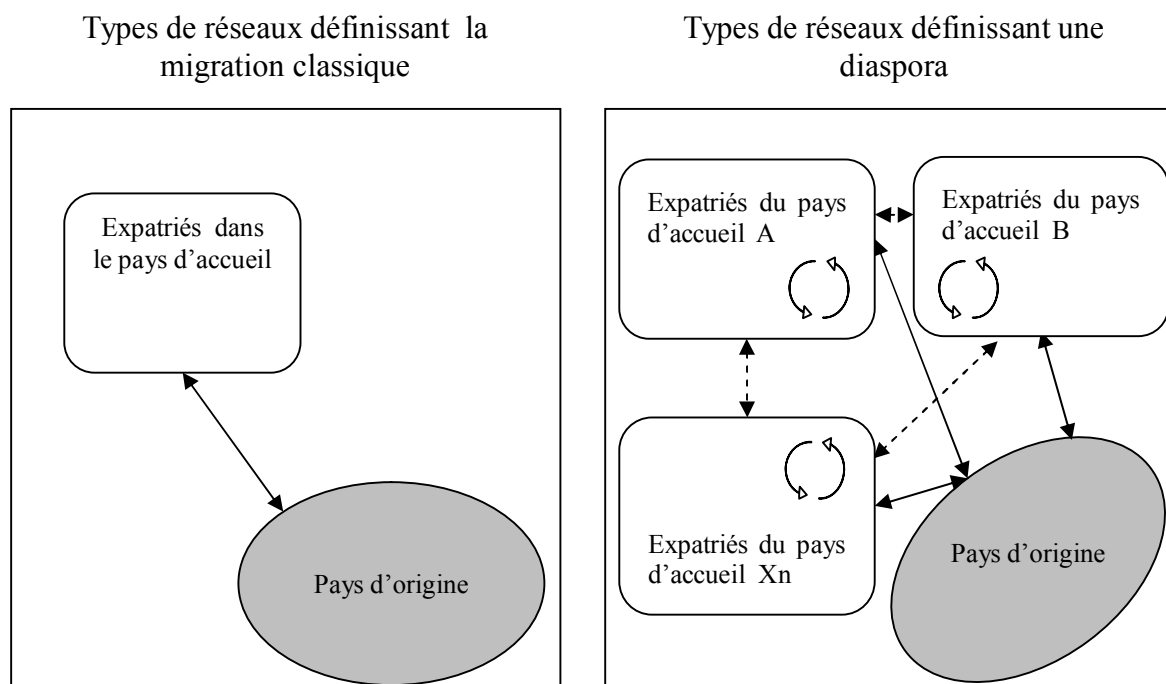 Types de réseaux définissant la
migration classique
Expatriés dans
le pays d’accueil
Pays d’origine
Types de réseaux définissant une
diaspora
Expatriés du pays
d’accueil A
Expatriés du pays
d’accueil B
Expatriés du pays
d’accueil Xn
Pays d’origine